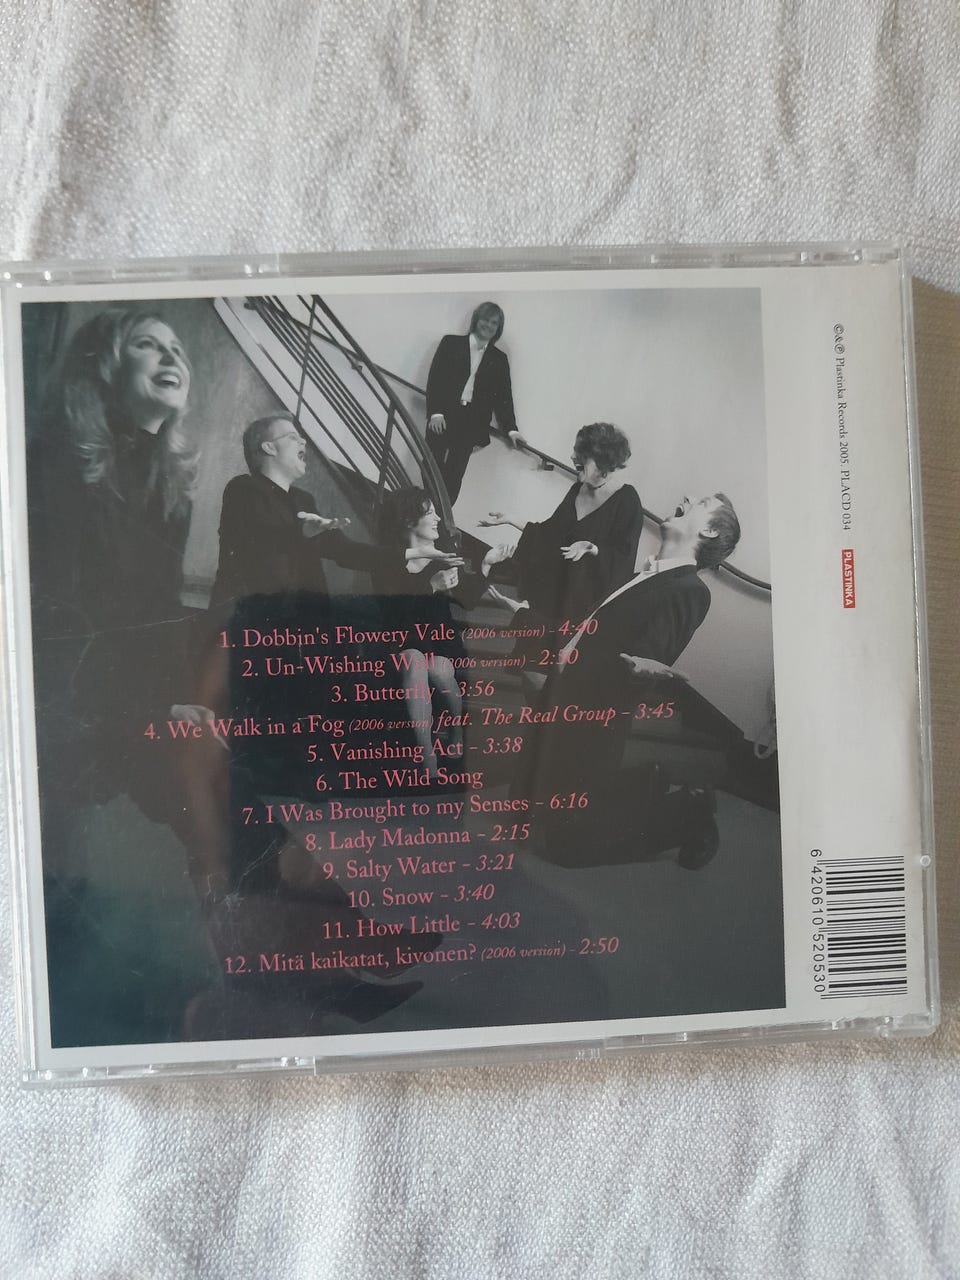 1. Dobbin's Flowery Vale (2006 version) - 4:40
2. Un-Wishing Well (2006 version) - 2:50
3. Butterfly - 3:56
4. We Walk in a Fog (2006 version) feat. The Real Group - 3:45
5. Vanishing Act - 3:38
6. The Wild Song
7. I Was Brought to my Senses - 6:16
8. Lady Madonna - 2:15
9. Salty Water - 3:21
10. Snow - 3:40
11. How Little - 4:03
12. Mitä kaikatat, kivonen? (2006 version) - 2:50
©&℗ Plastinka Records 2005. PLACD 034
PLASTINKA
6 420610 520530